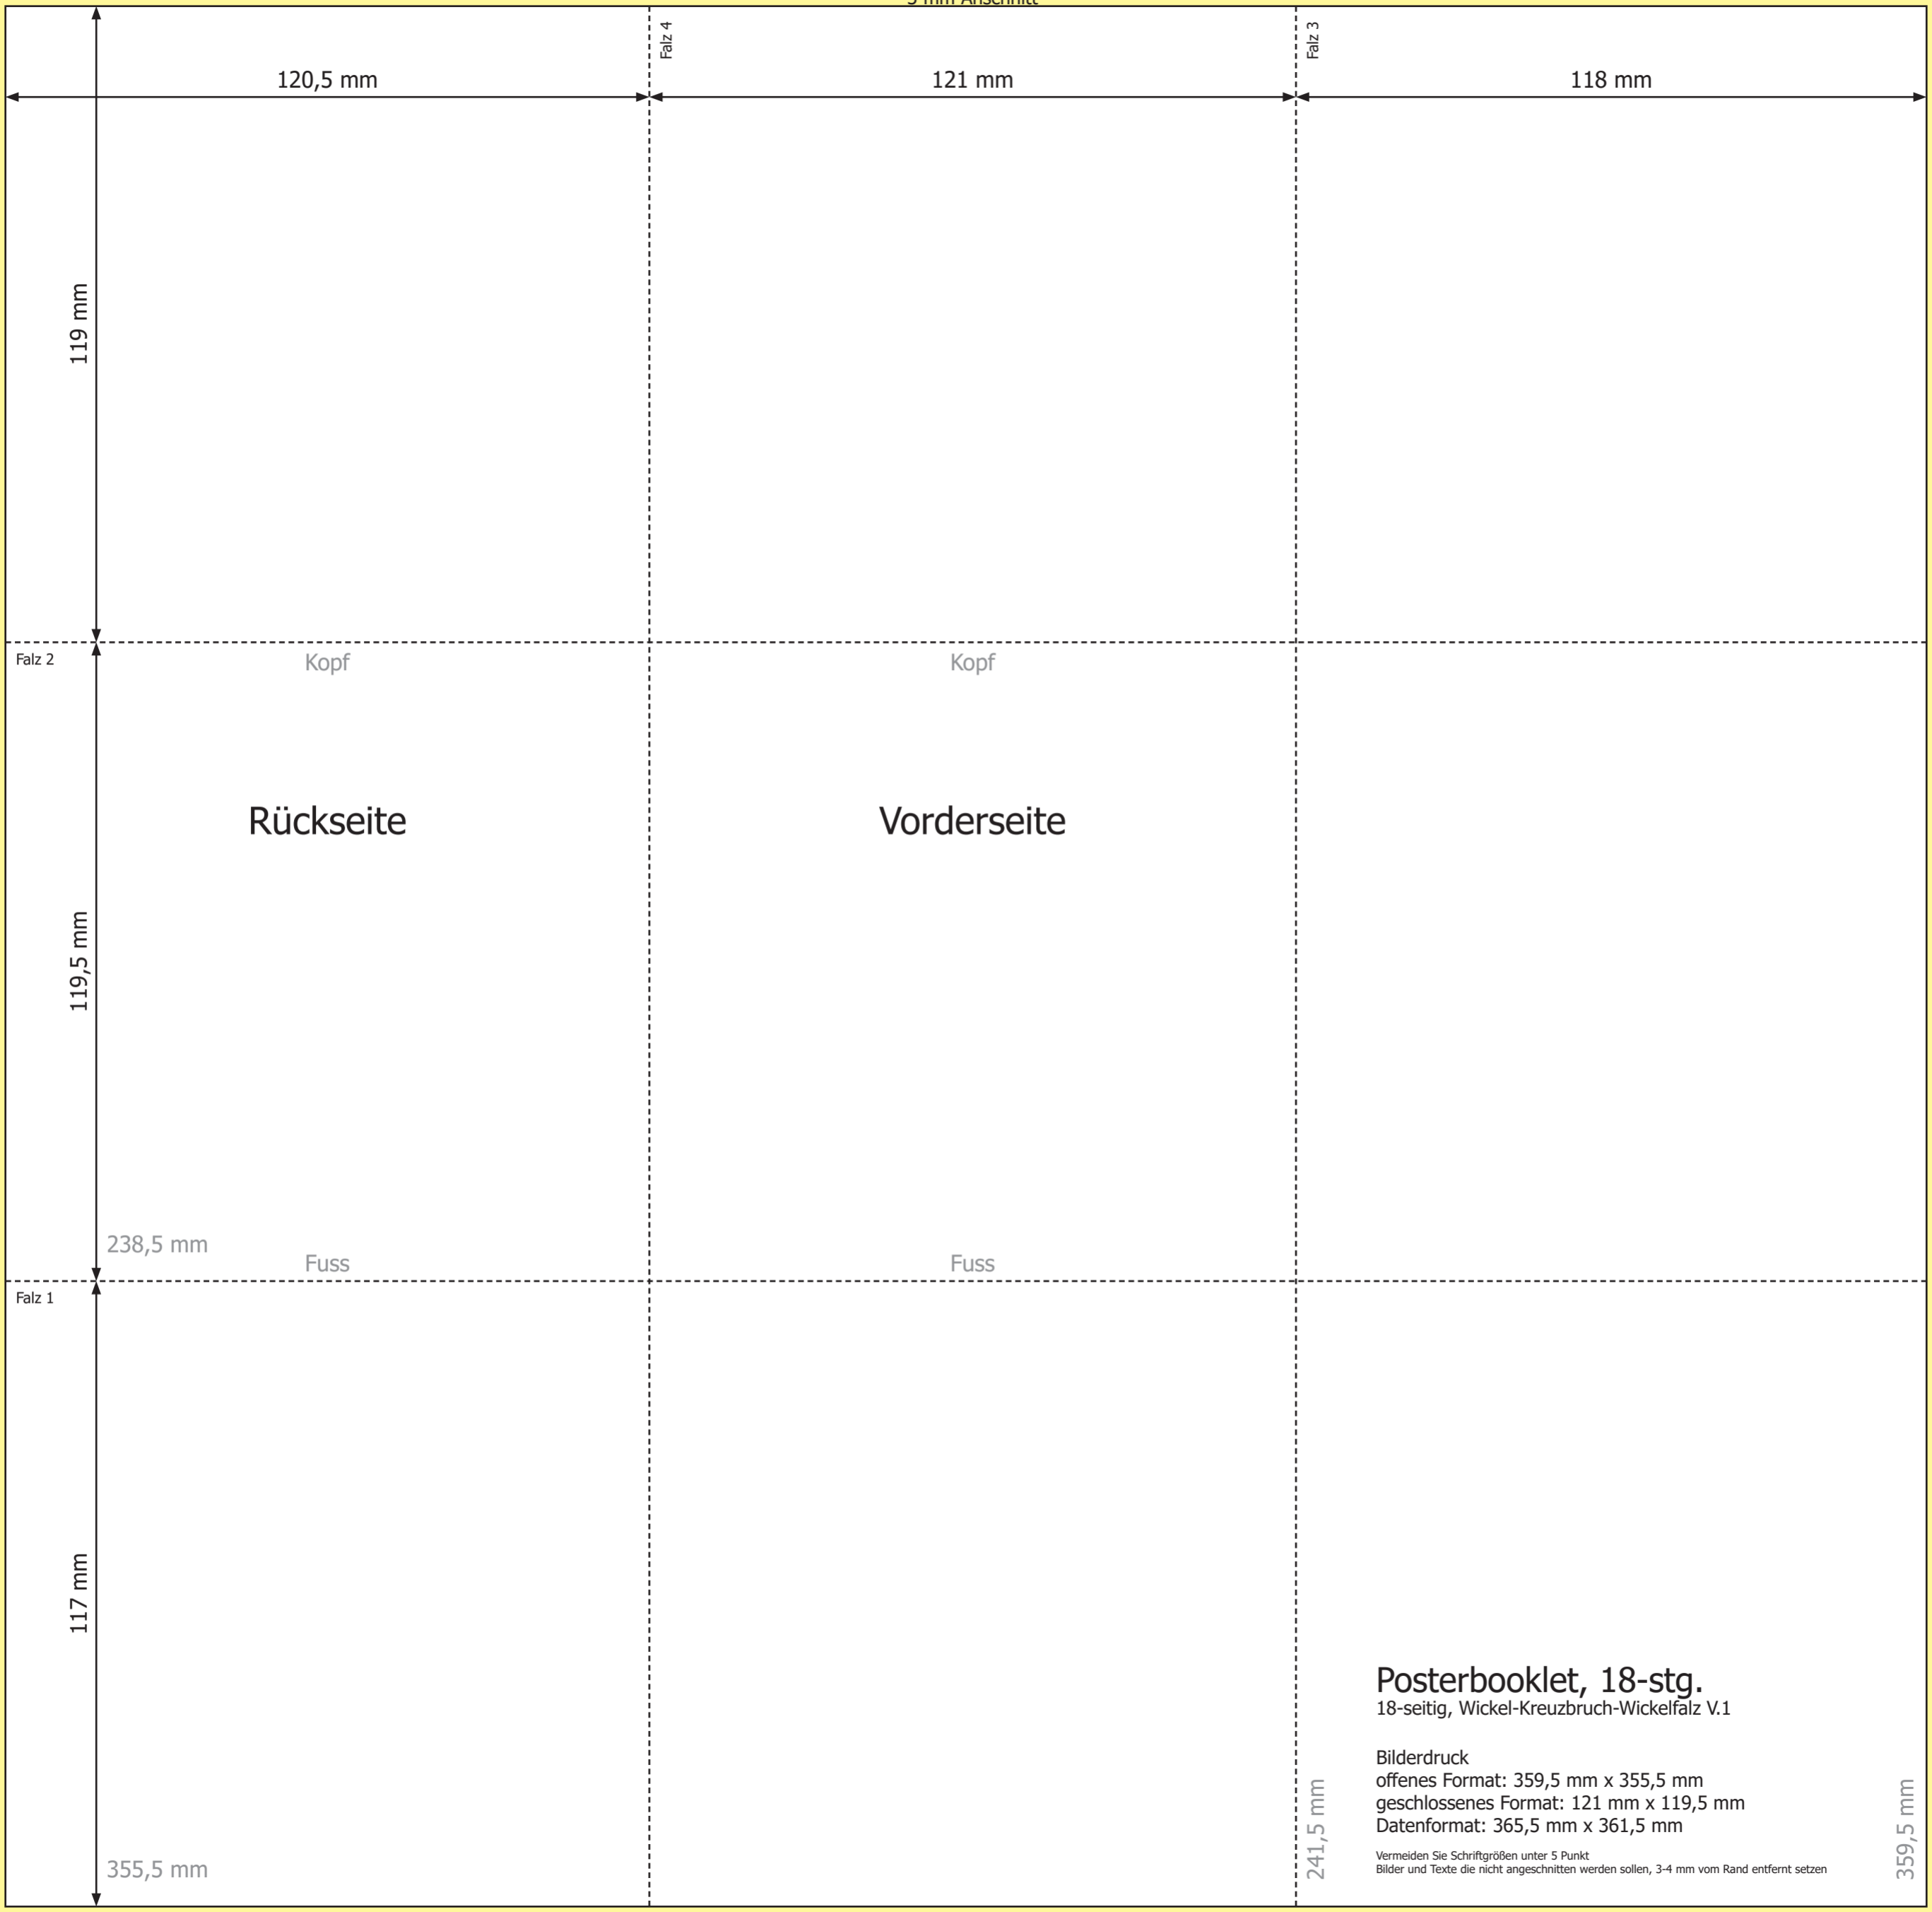 3 mm Anschnitt
Falz 4
Falz 3
120,5 mm
121 mm
118 mm
119 mm
Falz 2
Kopf
Kopf
Rückseite
Vorderseite
119,5 mm
238,5 mm
Fuss
Fuss
Falz 1
117 mm
Posterbooklet, 18-stg.
18-seitig, Wickel-Kreuzbruch-Wickelfalz V.1
Bilderdruck
offenes Format: 359,5 mm x 355,5 mm
geschlossenes Format: 121 mm x 119,5 mm
Datenformat: 365,5 mm x 361,5 mm
Vermeiden Sie Schriftgrößen unter 5 Punkt
Bilder und Texte die nicht angeschnitten werden sollen, 3-4 mm vom Rand entfernt setzen
355,5 mm
241,5 mm
359,5 mm